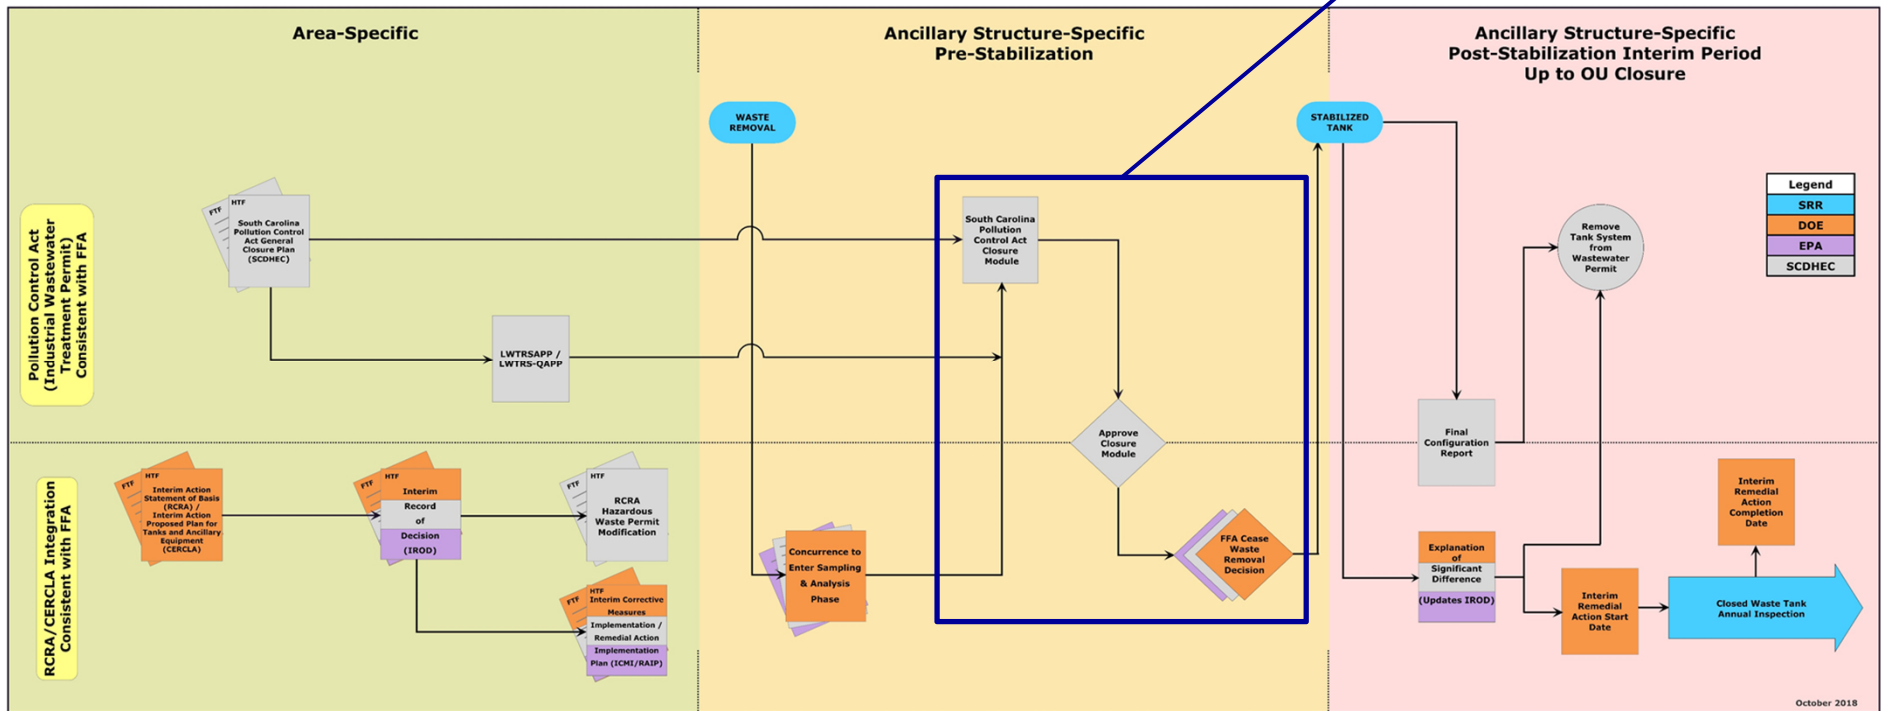 Area-Specific
Ancillary Structure-Specific
Pre-Stabilization
Ancillary Structure-Specific
Post-Stabilization Interim Period
Up to OU Closure
Pollution Control Act
(Industrial Wastewater
Treatment Permit)
Consistent with FFA
FTF
HTF
South Carolina
Pollution Control
Act General
Closure Plan
(SCDHEC)
LWTRSAPP /
LWTRS-QAPP
WASTE
REMOVAL
South Carolina
Pollution
Control Act
Closure
Module
Approve
Closure
Module
STABILIZED
TANK
Remove
Tank System
from
Wastewater
Permit
Legend
SRR
DOE
EPA
SCDHEC
Final
Configuration
Report
RCRA/CERCLA Integration
Consistent with FFA
FTF
HTF
Interim Action
Statement of Basis
(RCRA) /
Interim Action
Proposed Plan for
Tanks and Ancillary
Equipment
(CERCLA)
FTF
HTF
Interim
Record
of
Decision
(IROD)
FTF
HTF
RCRA
Hazardous
Waste Permit
Modification
FTF
HTF
Interim Corrective
Measures
Implementation /
Remedial Action
Implementation
Plan (ICMI/RAIP)
Concurrence to
Enter Sampling
& Analysis
Phase
FFA Cease
Waste
Removal
Decision
Explanation
of
Significant
Difference
(Updates IROD)
Interim
Remedial
Action Start
Date
Interim
Remedial
Action
Completion
Date
Closed Waste Tank
Annual Inspection
October 2018